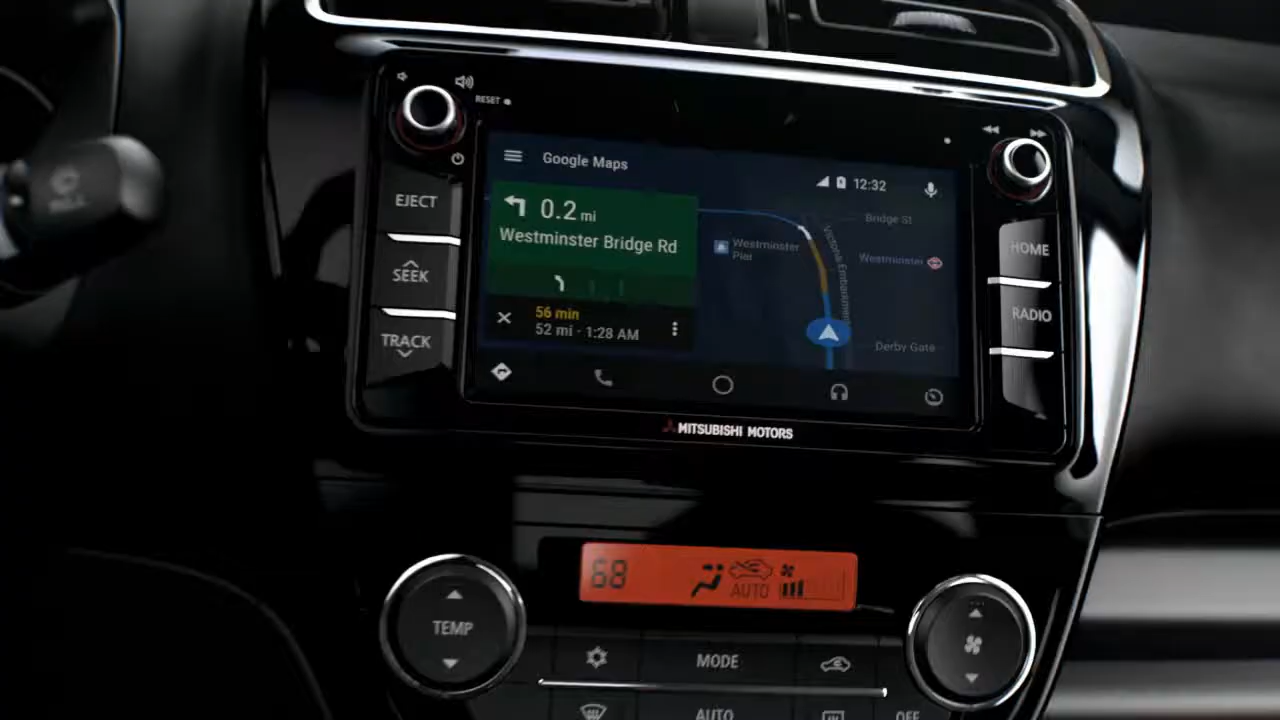 RESET
Google Maps
12:32
EJECT
0.2 mi
Westminster Bridge Rd
Bridge St
Westminster
Pier
Westminster
HOME
SEEK
RADIO
56 min
52 mi - 1:28 AM
TRACK
Derby Gate
MITSUBISHI MOTORS
68
AUTO
TEMP
MODE
AUTO
OFF